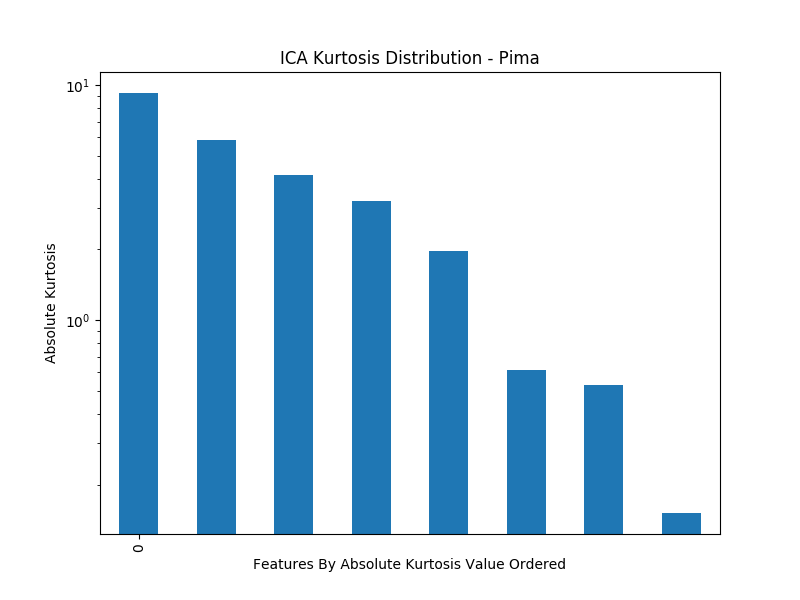 ICA Kurtosis Distribution - Pima
10¹
10⁰
Absolute Kurtosis
0
Features By Absolute Kurtosis Value Ordered